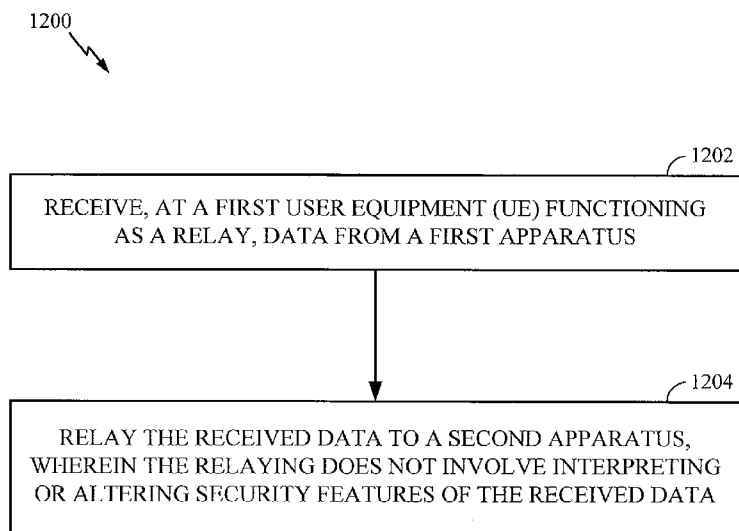 1200
1202
RECEIVE, AT A FIRST USER EQUIPMENT (UE) FUNCTIONING
AS A RELAY, DATA FROM A FIRST APPARATUS
1204
RELAY THE RECEIVED DATA TO A SECOND APPARATUS,
WHEREIN THE RELAYING DOES NOT INVOLVE INTERPRETING
OR ALTERING SECURITY FEATURES OF THE RECEIVED DATA